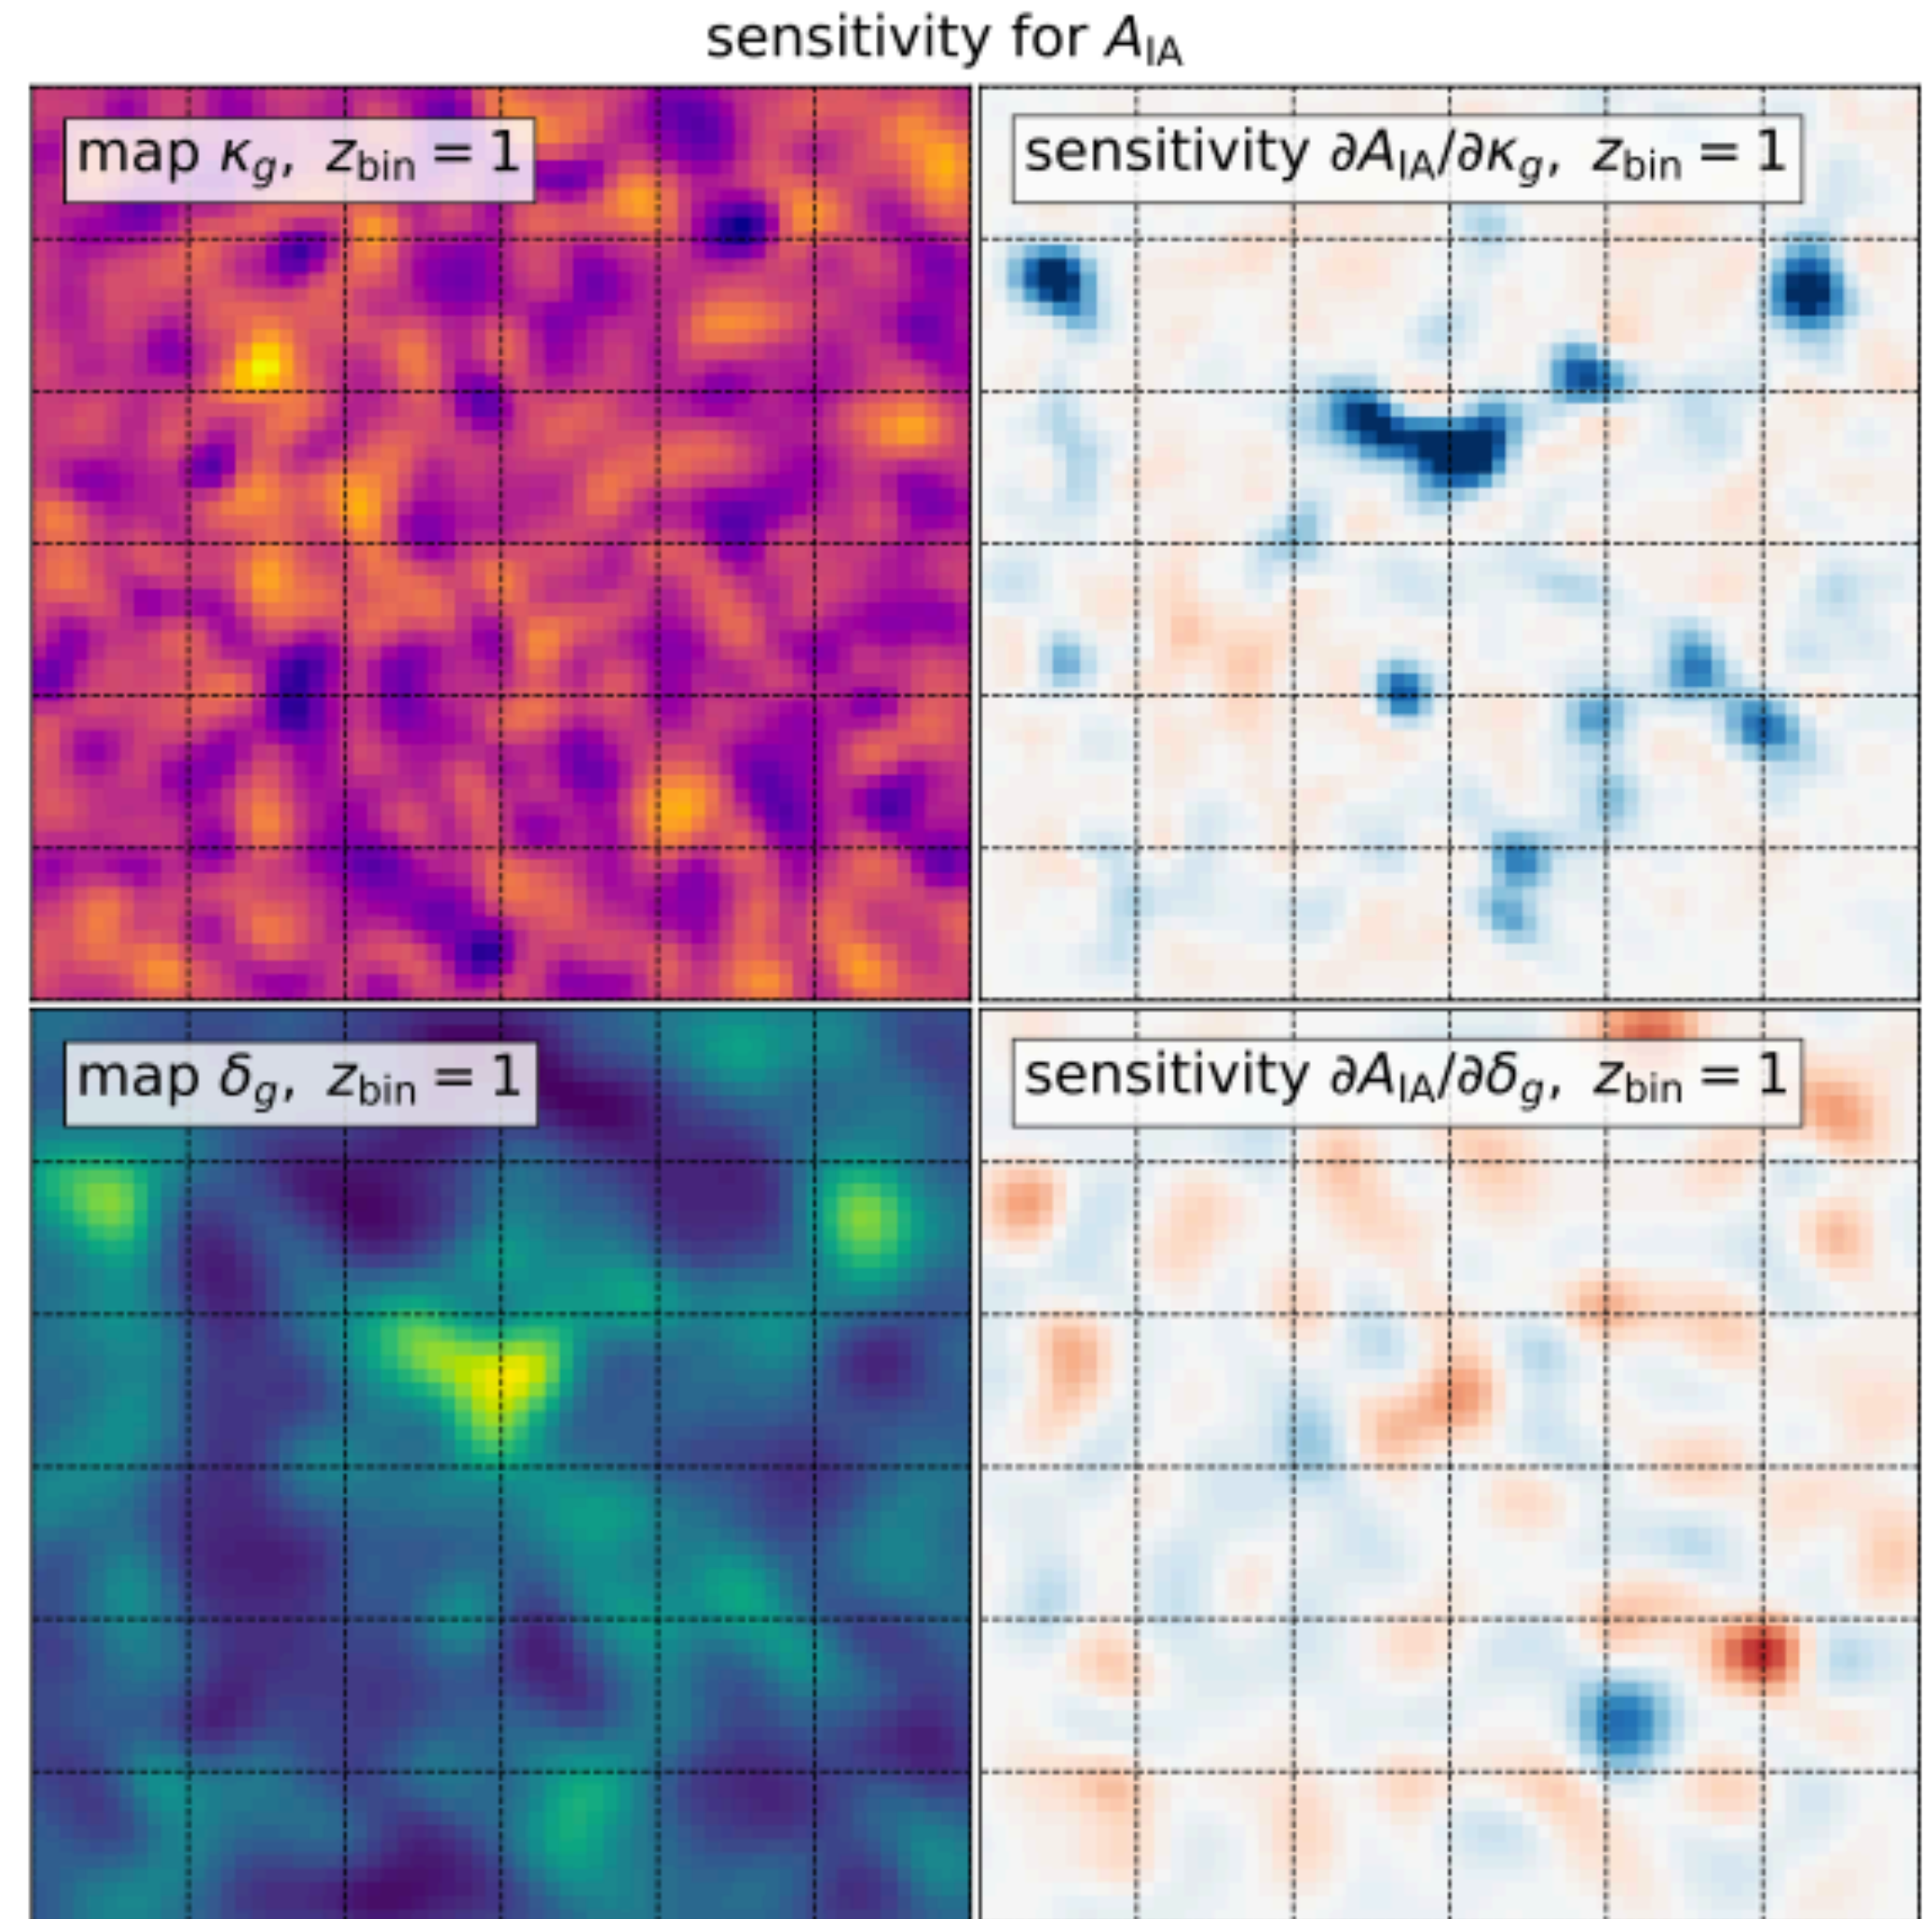 sensitivity for A_IA
map κ_g, z_bin = 1
sensitivity ∂A_IA/∂κ_g, z_bin = 1
map δ_g, z_bin = 1
sensitivity ∂A_IA/∂δ_g, z_bin = 1